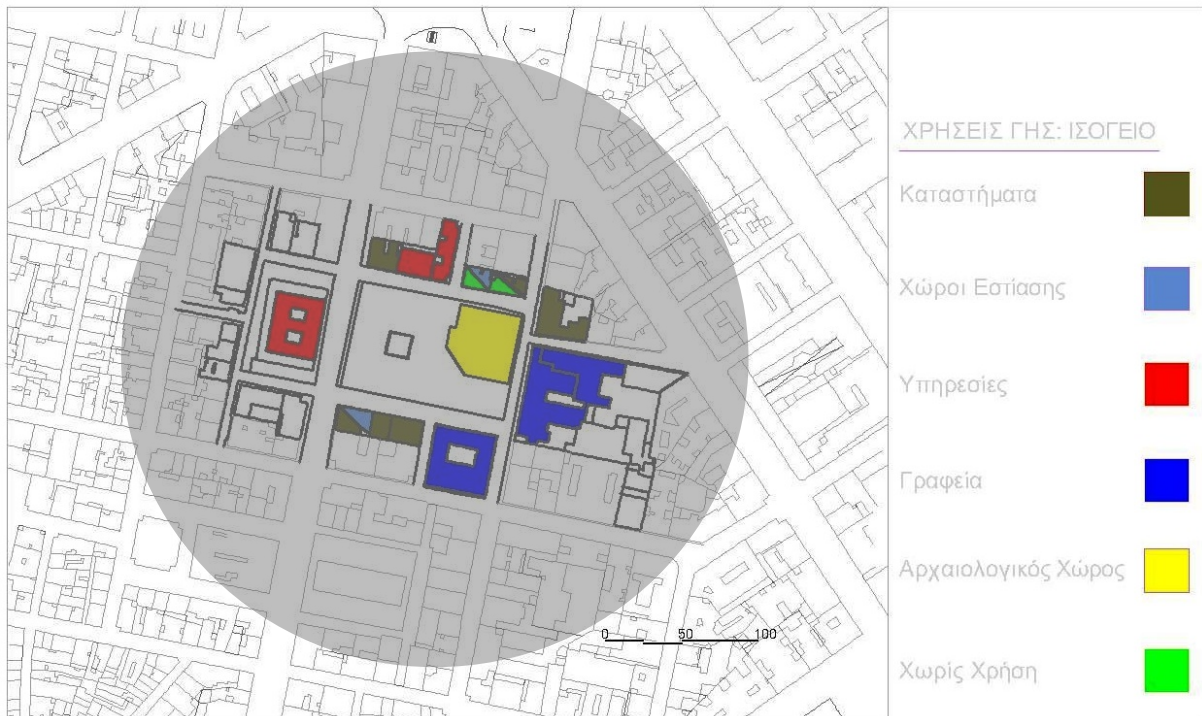 ΧΡΗΣΕΙΣ ΓΗΣ: ΙΣΟΓΕΙΟ
Καταστήματα
Χώροι Εστίασης
Υπηρεσίες
Γραφεία
Αρχαιολογικός Χώρος
Χωρίς Χρήση
0 50 100